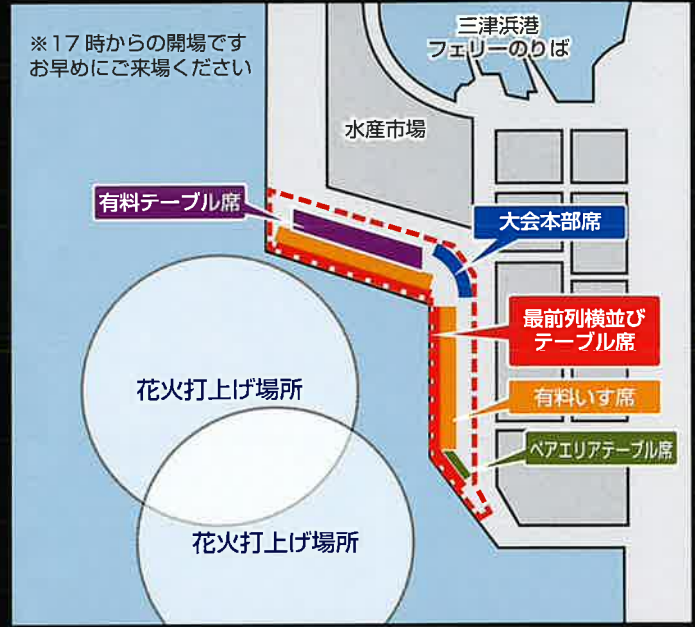 ※17時からの開場です
お早めにご来場ください
三津浜港
フェリーのりば
水産市場
有料テーブル席
大会本部席
最前列横並び
テーブル席
有料いす席
ペアエリアテーブル席
花火打上げ場所
花火打上げ場所